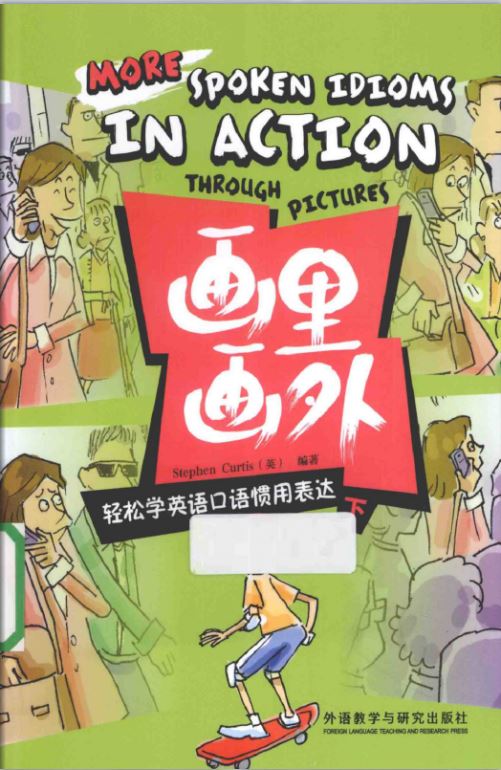 MORE SPOKEN IDIOMS
IN ACTION
THROUGH PICTURES
画里
画外
Stephen Curtis(英) 编著
轻松学英语口语惯用表达 下
外语教学与研究出版社
FOREIGN LANGUAGE TEACHING AND RESEARCH PRESS